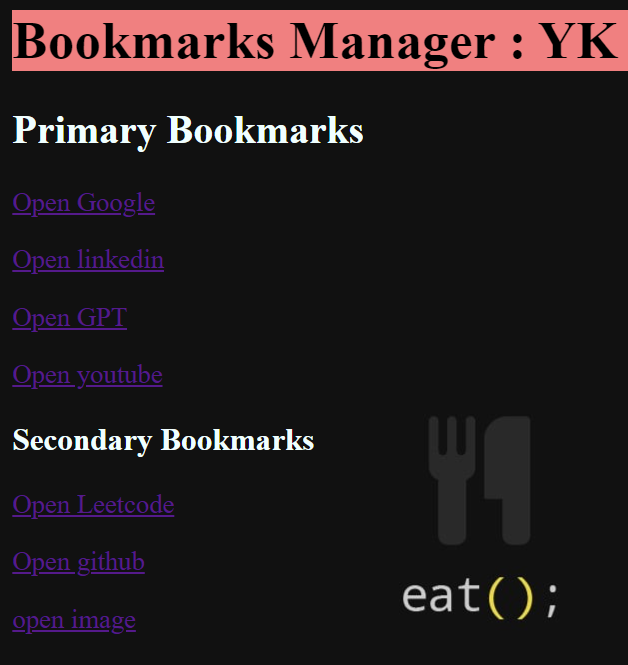 Bookmarks Manager : YK
Primary Bookmarks
Open Google
Open linkedin
Open GPT
Open youtube
Secondary Bookmarks
Open Leetcode
Open github
open image
eat();